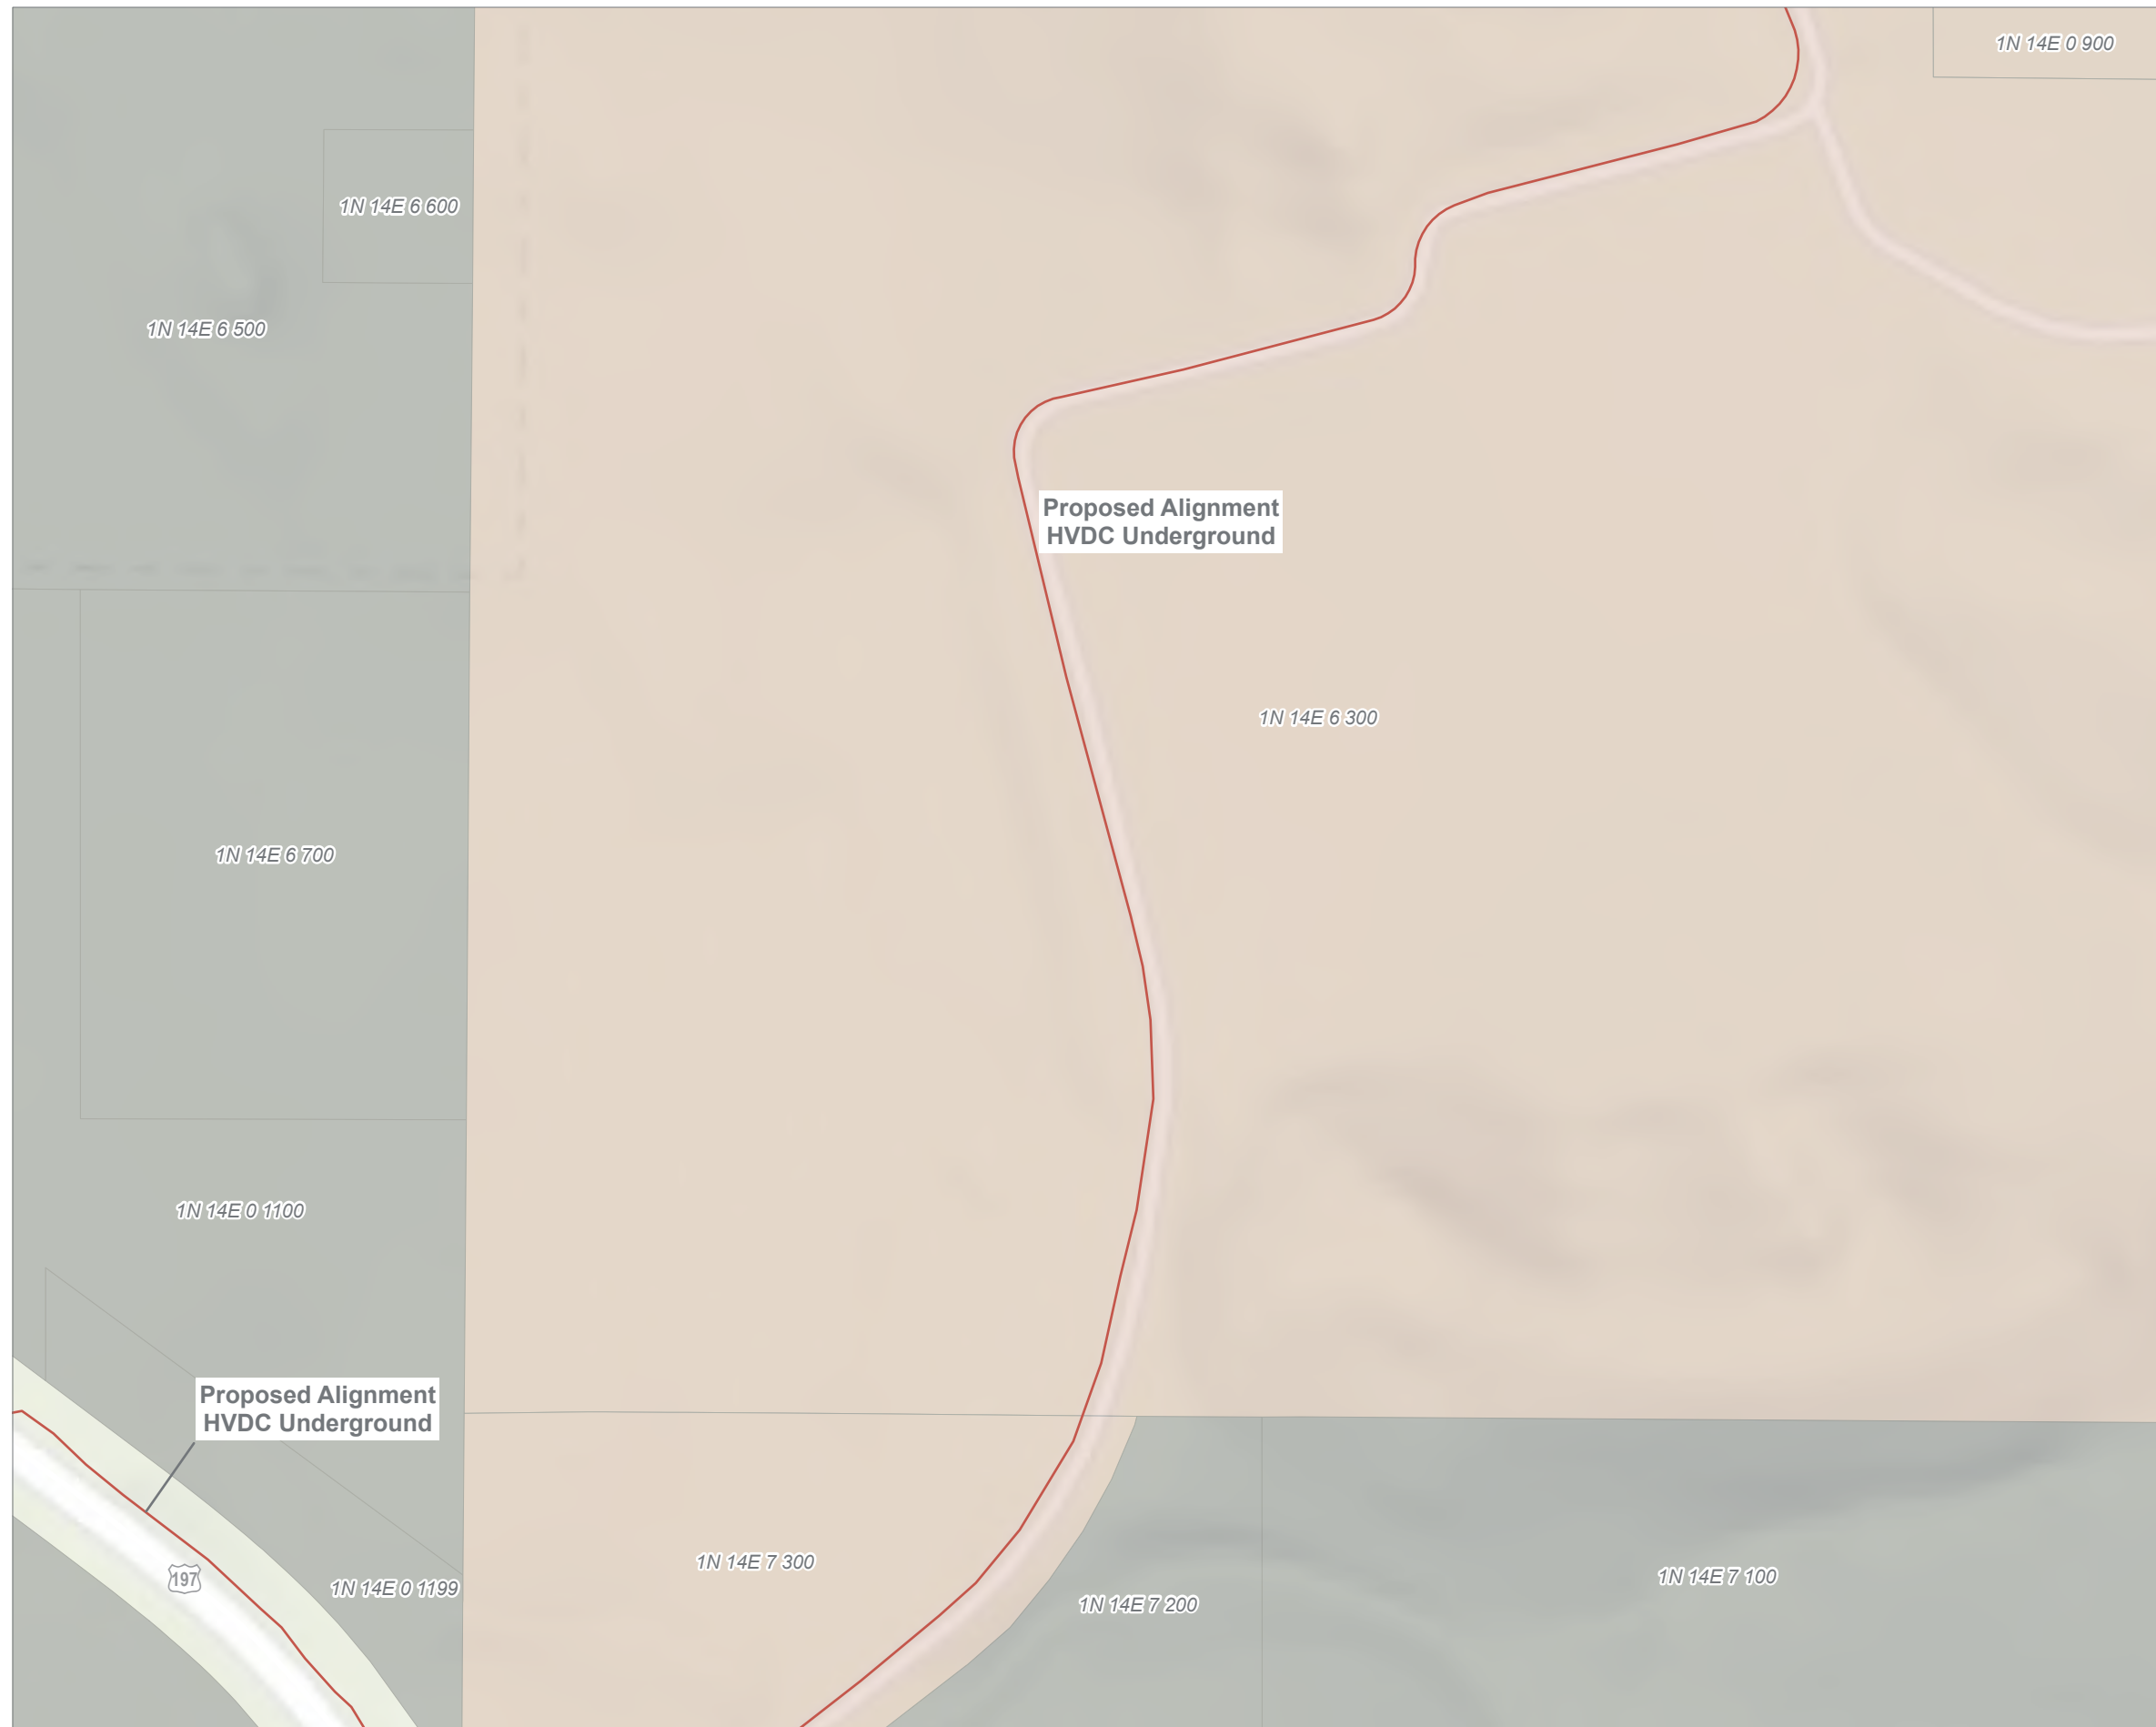 1N 14E 0 900
1N 14E 6 600
1N 14E 6 500
Proposed Alignment
HVDC Underground
1N 14E 6 300
1N 14E 6 700
1N 14E 0 1100
Proposed Alignment
HVDC Underground
197
1N 14E 0 1199
1N 14E 7 300
1N 14E 7 200
1N 14E 7 100